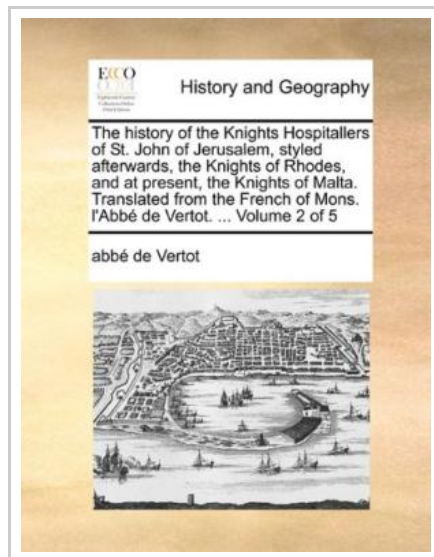 ECCO
History and Geography
The history of the Knights Hospitallers
of St. John of Jerusalem, styled
afterwards, the Knights of Rhodes,
and at present, the Knights of Malta.
Translated from the French of Mons.
l'Abbé de Vertot. ... Volume 2 of 5
abbé de Vertot